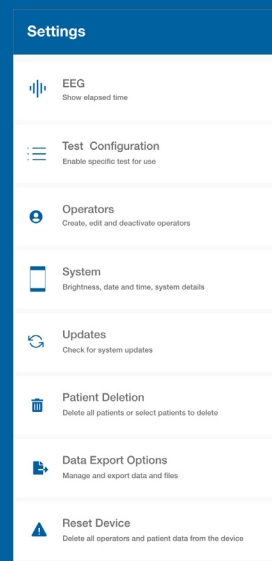 Settings
EEG
Show elapsed time
Test Configuration
Enable specific test for use
Operators
Create, edit and deactivate operators
System
Brightness, date and time, system details
Updates
Check for system updates
Patient Deletion
Delete all patients or select patients to delete
Data Export Options
Manage and export data and files
Reset Device
Delete all operators and patient data from the device